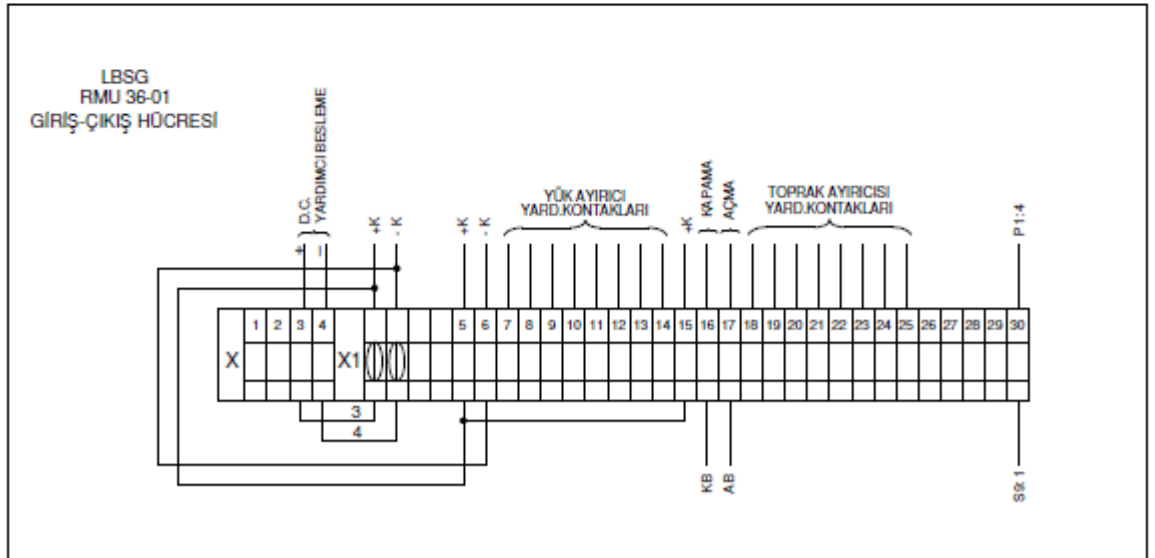 LBSG
RMU 36-01
GİRİŞ-ÇIKIŞ HÜCRESİ
D.C.
YARDIMCI BESLEME
+
–
+K
- K
+K
- K
YÜK AYIRICI
YARD.KONTAKLARI
+K
KAPAMA
AÇMA
TOPRAK AYIRICISI
YARD.KONTAKLARI
P1:4
X 1 2 3 4 X1 5 6 7 8 9 10 11 12 13 14 15 16 17 18 19 20 21 22 23 24 25 26 27 28 29 30
3
4
KB
AB
S9:1